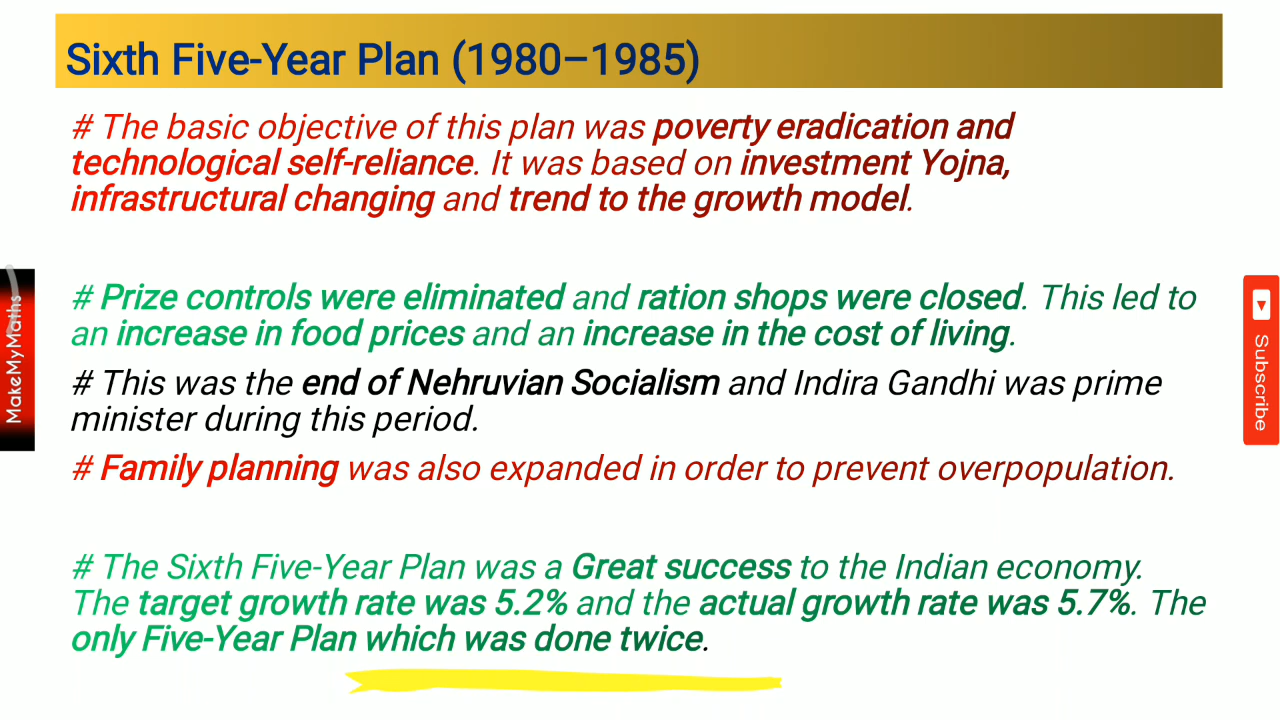 Sixth Five-Year Plan (1980–1985)
# The basic objective of this plan was poverty eradication and
technological self-reliance. It was based on investment Yojna,
infrastructural changing and trend to the growth model.
# Prize controls were eliminated and ration shops were closed. This led to
an increase in food prices and an increase in the cost of living.
# This was the end of Nehruvian Socialism and Indira Gandhi was prime
minister during this period.
# Family planning was also expanded in order to prevent overpopulation.
# The Sixth Five-Year Plan was a Great success to the Indian economy.
The target growth rate was 5.2% and the actual growth rate was 5.7%. The
only Five-Year Plan which was done twice.
MakeMyMaths
Subscribe